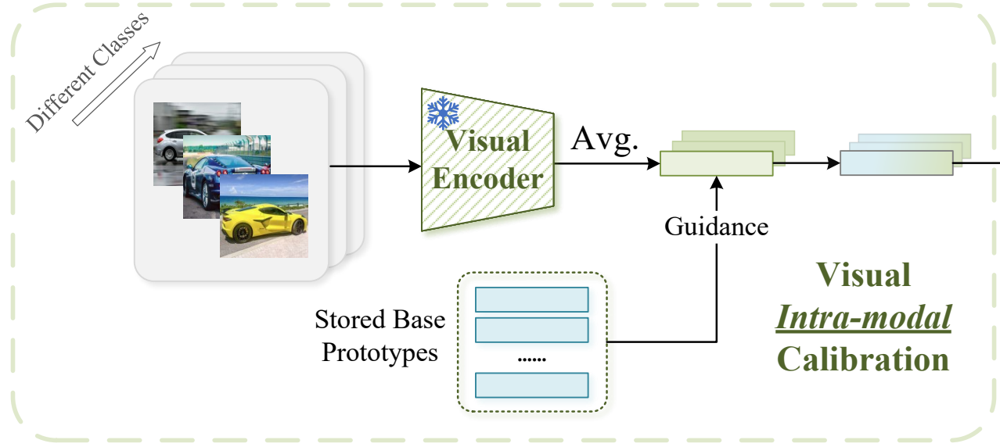 Different Classes
Visual
Encoder
Avg.
Guidance
Stored Base
Prototypes
......
Visual
Intra-modal
Calibration